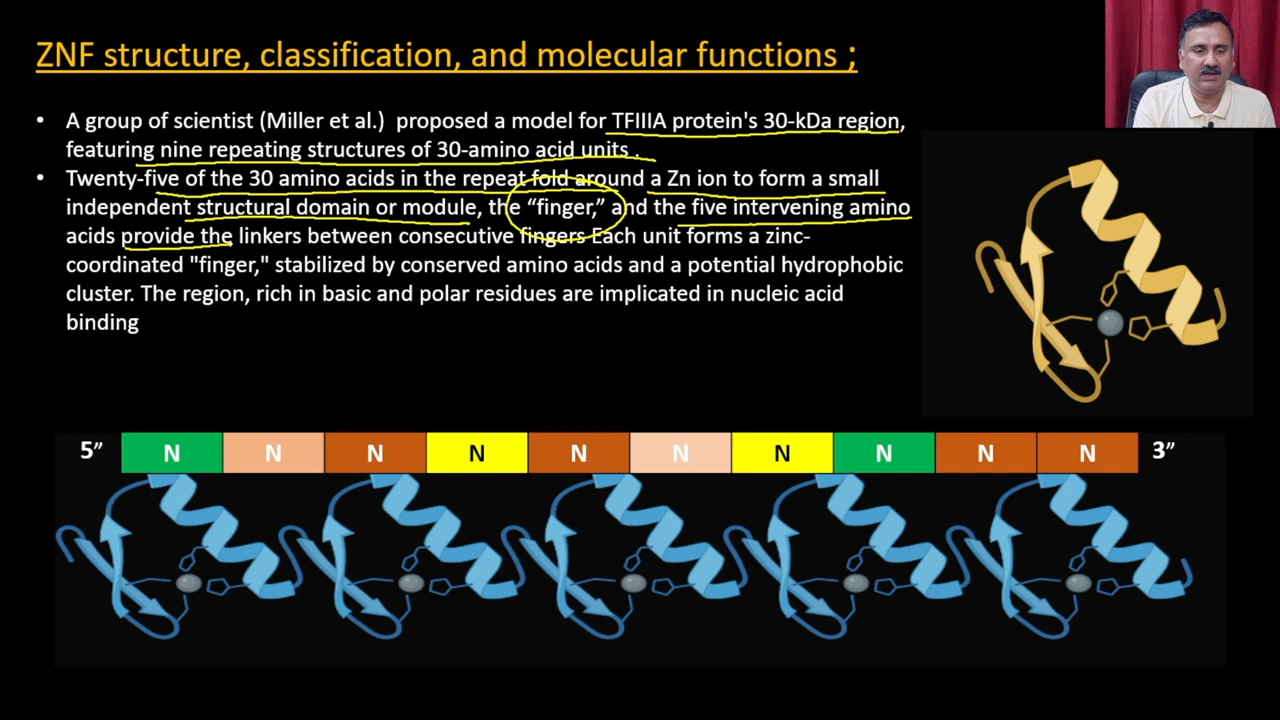 ZNF structure, classification, and molecular functions ;
• A group of scientist (Miller et al.) proposed a model for TFIIIA protein's 30-kDa region,
featuring nine repeating structures of 30-amino acid units .
• Twenty-five of the 30 amino acids in the repeat fold around a Zn ion to form a small
independent structural domain or module, the “finger,” and the five intervening amino
acids provide the linkers between consecutive fingers Each unit forms a zinc-
coordinated "finger," stabilized by conserved amino acids and a potential hydrophobic
cluster. The region, rich in basic and polar residues are implicated in nucleic acid
binding
5” N N N N N N N N N N 3”